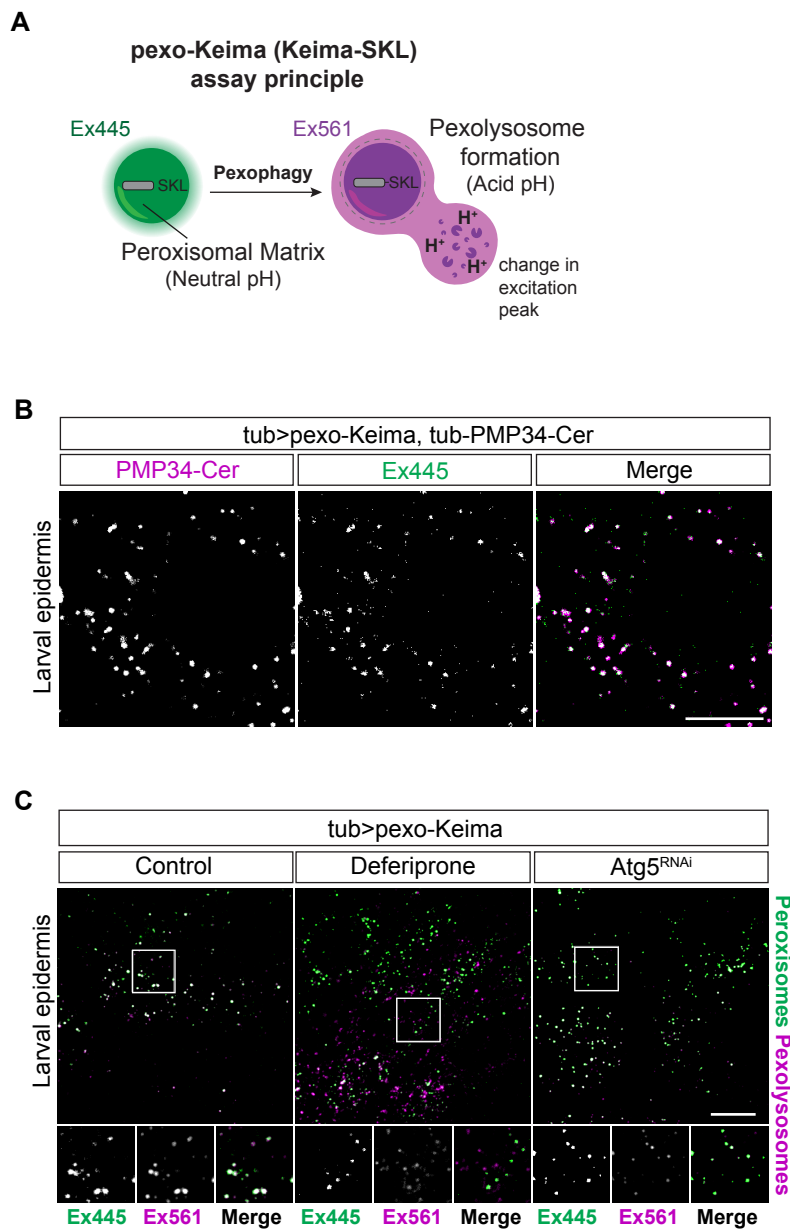 A
pexo-Keima (Keima-SKL)
assay principle
Ex445
Ex561
Pexolysosome
formation
(Acid pH)
SKL
Pexophagy
SKL
Peroxisomal Matrix
(Neutral pH)
H+
H+
H+
change in
excitation
peak
B
tub>pexo-Keima, tub-PMP34-Cer
PMP34-Cer
Ex445
Merge
Larval epidermis
C
tub>pexo-Keima
Control
Deferiprone
Atg5RNAi
Larval epidermis
Peroxisomes
Pexolysosomes
Ex445
Ex561
Merge
Ex445
Ex561
Merge
Ex445
Ex561
Merge